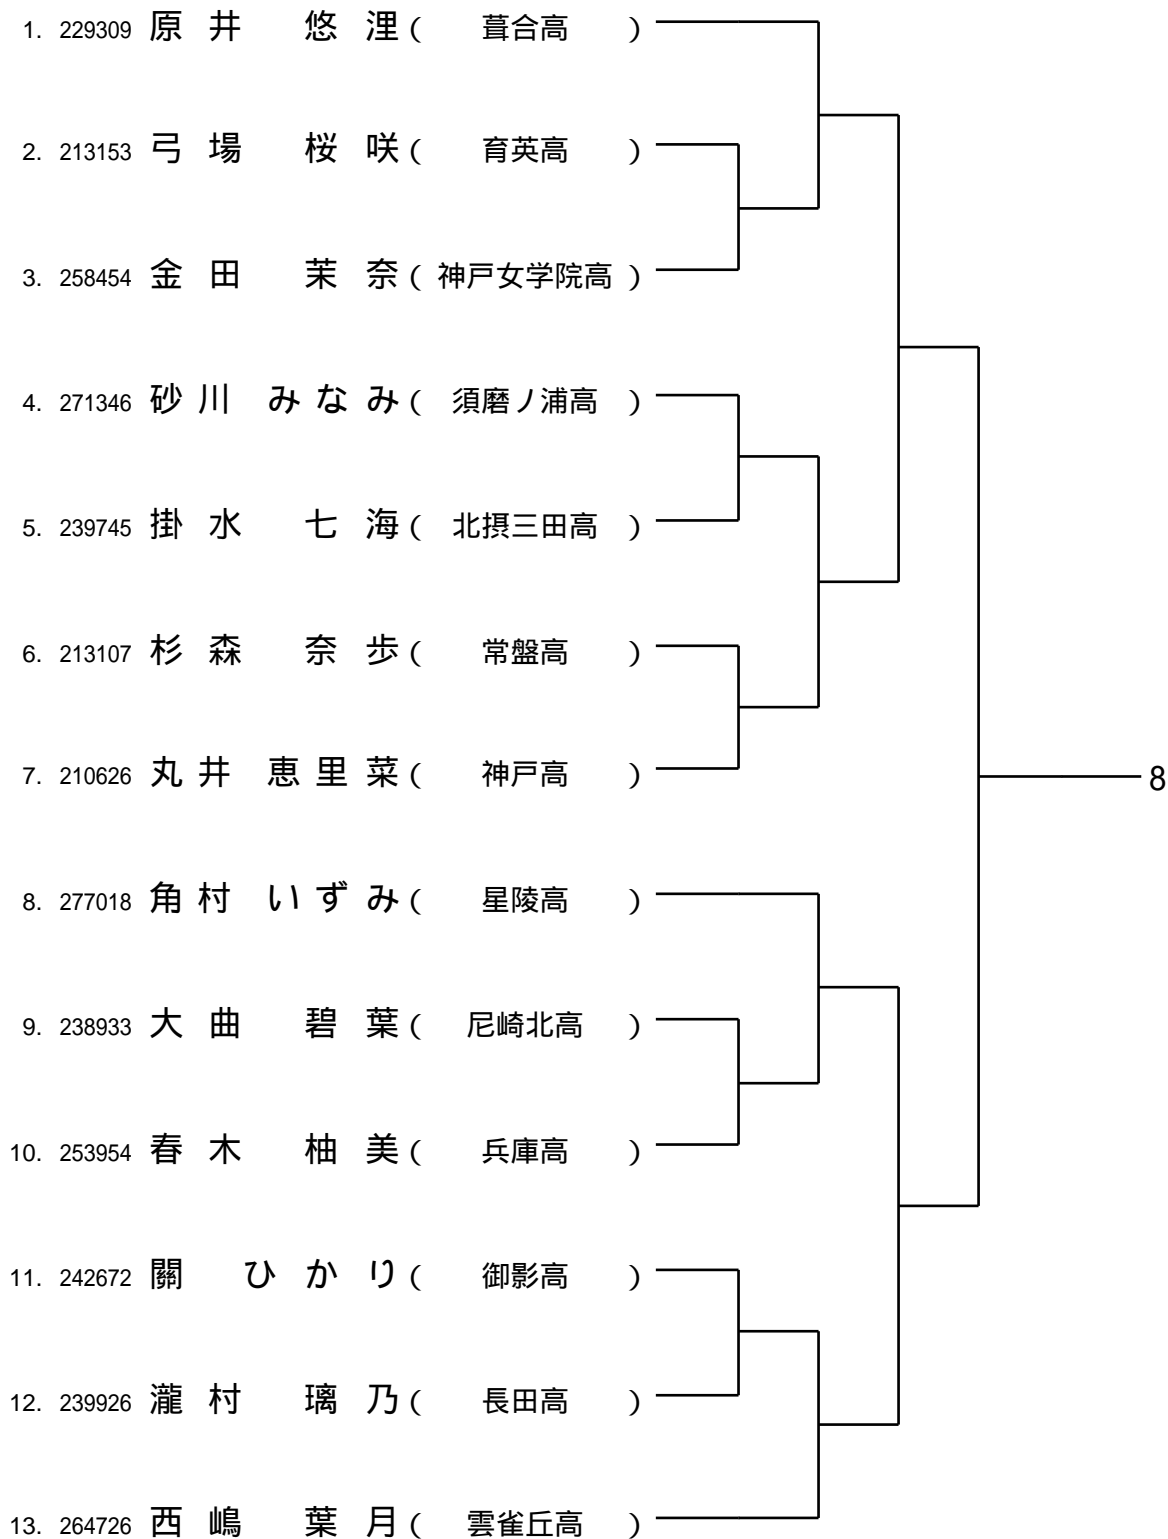 1. 229309 原井 悠浬 ( 葺合高 )
2. 213153 弓場 桜咲 ( 育英高 )
3. 258454 金田 茉奈 ( 神戸女学院高 )
4. 271346 砂川 みなみ ( 須磨ノ浦高 )
5. 239745 掛水 七海 ( 北摂三田高 )
6. 213107 杉森 奈歩 ( 常盤高 )
7. 210626 丸井 恵里菜 ( 神戸高 )
8
8. 277018 角村 いずみ ( 星陵高 )
9. 238933 大曲 碧葉 ( 尼崎北高 )
10. 253954 春木 柚美 ( 兵庫高 )
11. 242672 關 ひかり ( 御影高 )
12. 239926 瀧村 璃乃 ( 長田高 )
13. 264726 西嶋 葉月 ( 雲雀丘高 )